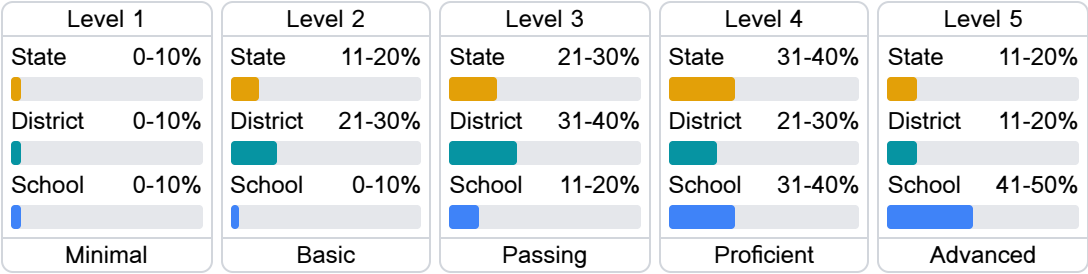 Level 1
State 0-10%
District 0-10%
School 0-10%
Minimal
Level 2
State 11-20%
District 21-30%
School 0-10%
Basic
Level 3
State 21-30%
District 31-40%
School 11-20%
Passing
Level 4
State 31-40%
District 21-30%
School 31-40%
Proficient
Level 5
State 11-20%
District 11-20%
School 41-50%
Advanced